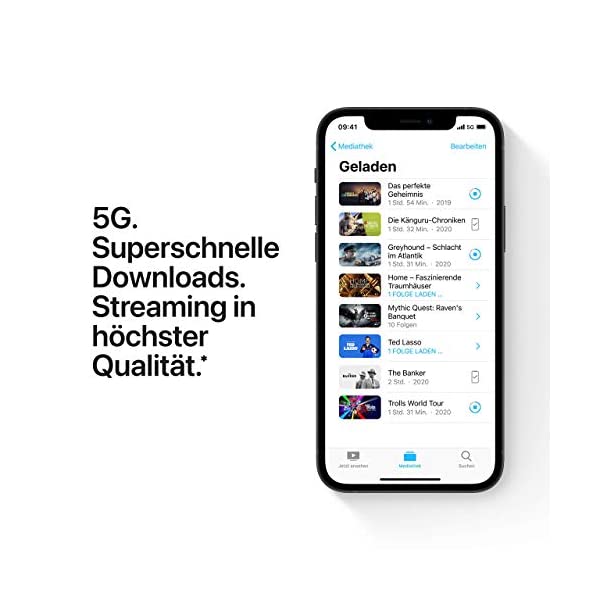 5G.
Superschnelle
Downloads.
Streaming in
höchster
Qualität.*
09:41
5G
Mediathek
Bearbeiten
Geladen
Das perfekte
Geheimnis
1 Std. 54 Min. · 2019
Die Känguru-Chroniken
1 Std. 32 Min. · 2020
Greyhound – Schlacht
im Atlantik
1 Std. 31 Min. · 2020
Home – Faszinierende
Traumhäuser
1 FOLGE LADEN ...
Mythic Quest: Raven's
Banquet
10 Folgen
TED
LASSO
Ted Lasso
1 FOLGE LADEN ...
The Banker
2 Std. · 2020
Trolls World Tour
1 Std. 31 Min. · 2020
Jetzt ansehen
Mediathek
Suchen